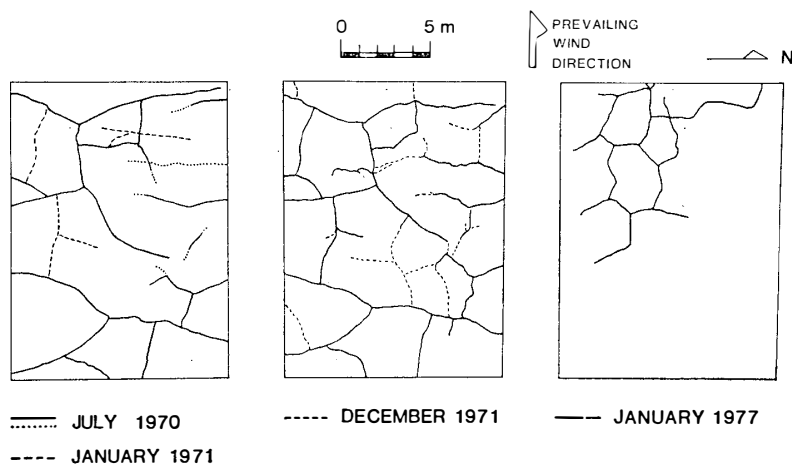 0 5 m
PREVAILING
WIND
DIRECTION
N
JULY 1970
JANUARY 1971
DECEMBER 1971
JANUARY 1977